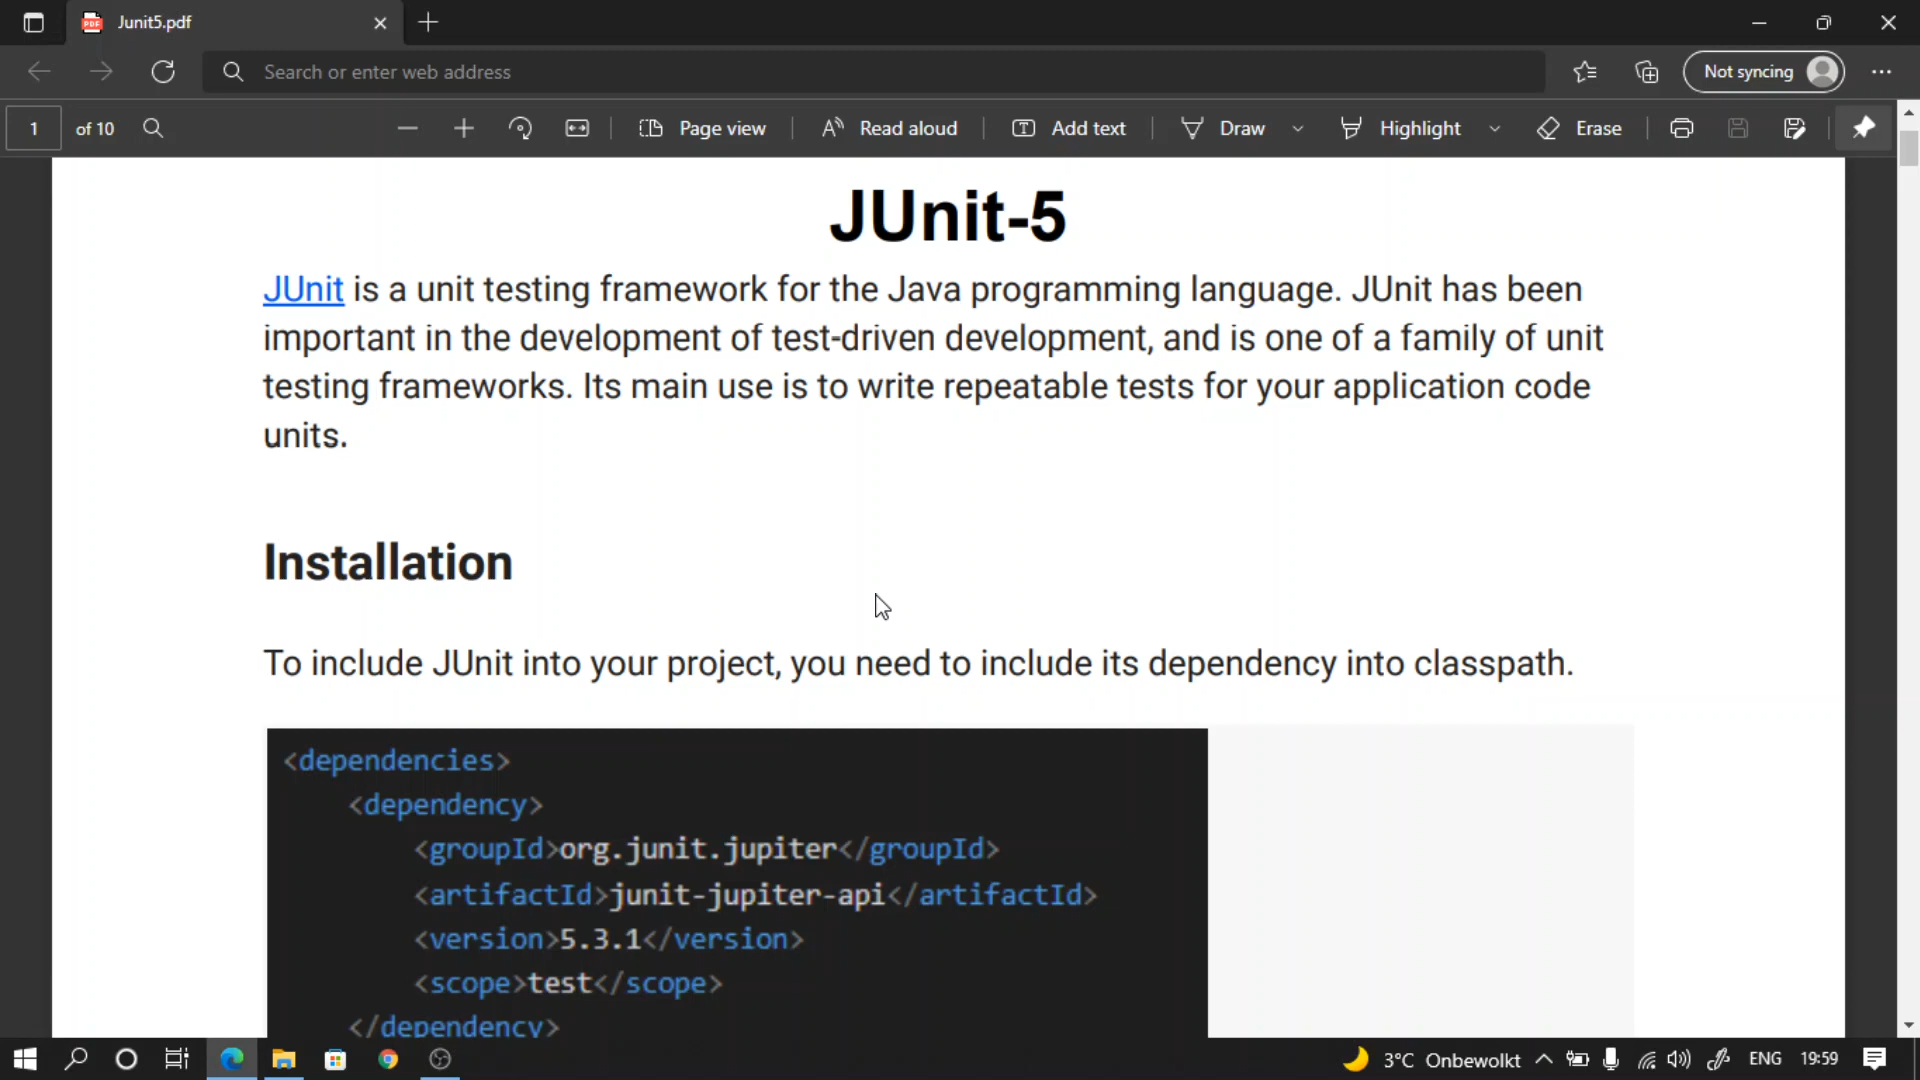 Junit5.pdf
Search or enter web address
Not syncing
1 of 10
Page view
Read aloud
Add text
Draw
Highlight
Erase
JUnit-5
JUnit is a unit testing framework for the Java programming language. JUnit has been
important in the development of test-driven development, and is one of a family of unit
testing frameworks. Its main use is to write repeatable tests for your application code
units.
Installation
To include JUnit into your project, you need to include its dependency into classpath.
<dependencies>
<dependency>
<groupId>org.junit.jupiter</groupId>
<artifactId>junit-jupiter-api</artifactId>
<version>5.3.1</version>
<scope>test</scope>
</dependency>
3°C Onbewolkt
ENG
19:59